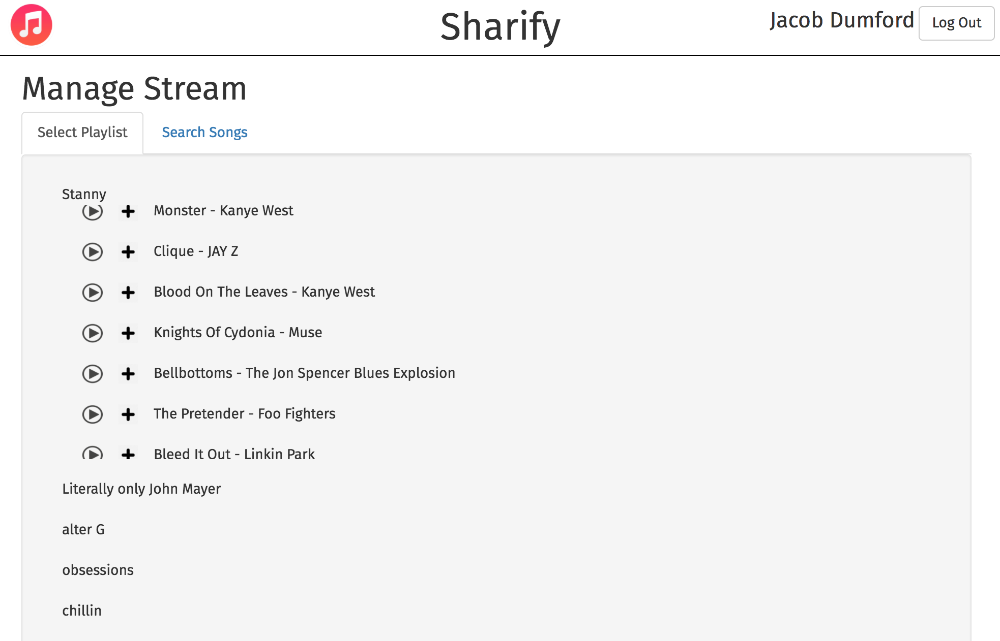 Sharify
Jacob Dumford
Log Out
Manage Stream
Select Playlist
Search Songs
Stanny
Monster - Kanye West
Clique - JAY Z
Blood On The Leaves - Kanye West
Knights Of Cydonia - Muse
Bellbottoms - The Jon Spencer Blues Explosion
The Pretender - Foo Fighters
Bleed It Out - Linkin Park
Literally only John Mayer
alter G
obsessions
chillin